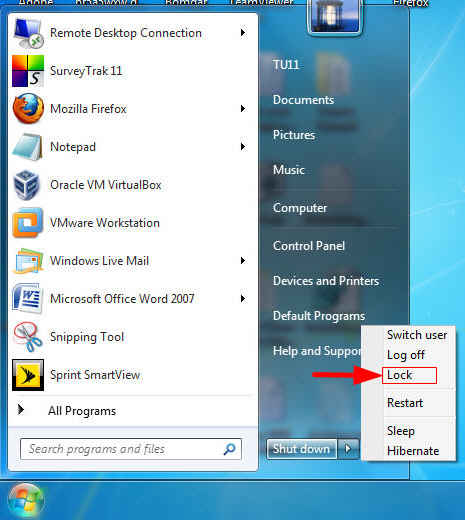 TeamViewer
Firefox
Remote Desktop Connection
SurveyTrak 11
Mozilla Firefox
Notepad
Oracle VM VirtualBox
VMware Workstation
Windows Live Mail
Microsoft Office Word 2007
Snipping Tool
Sprint SmartView
All Programs
Search programs and files
TU11
Documents
Pictures
Music
Computer
Control Panel
Devices and Printers
Default Programs
Help and Suppor
Shut down
Switch user
Log off
Lock
Restart
Sleep
Hibernate